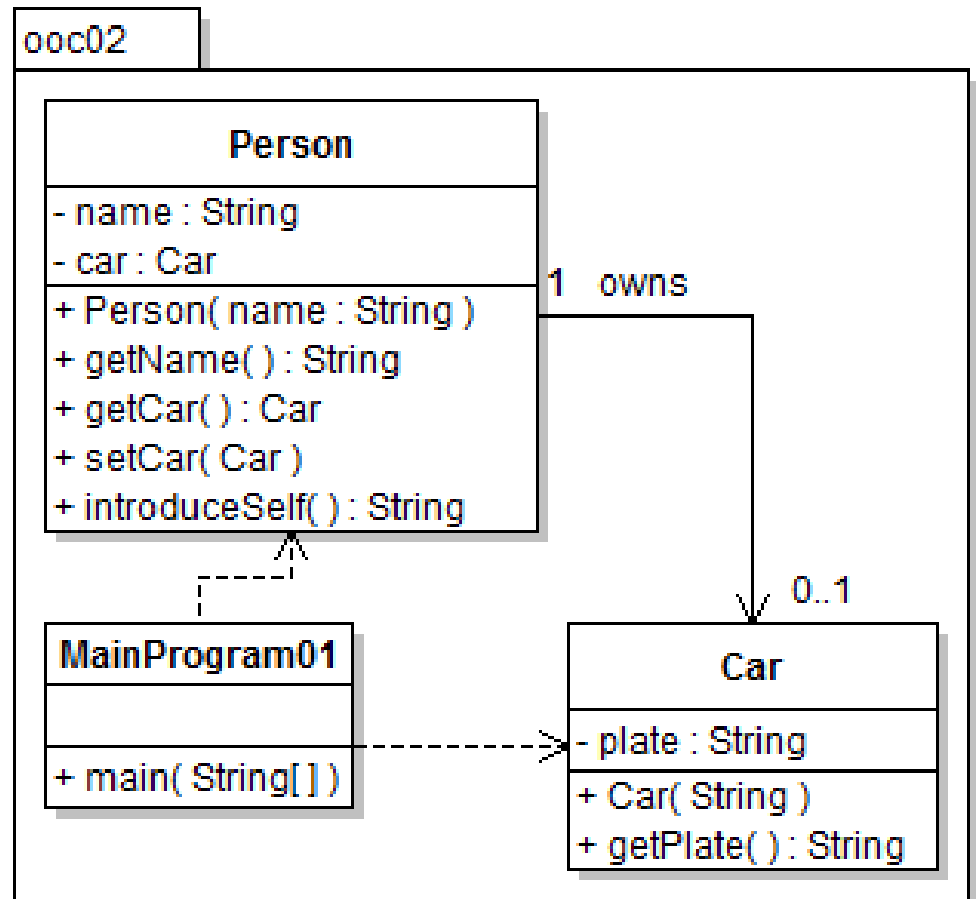 ooc02
Person
- name : String
- car : Car
+ Person( name : String )
+ getName( ) : String
+ getCar( ) : Car
+ setCar( Car )
+ introduceSelf( ) : String
1 owns
0..1
MainProgram01
+ main( String[ ] )
Car
- plate : String
+ Car( String )
+ getPlate( ) : String